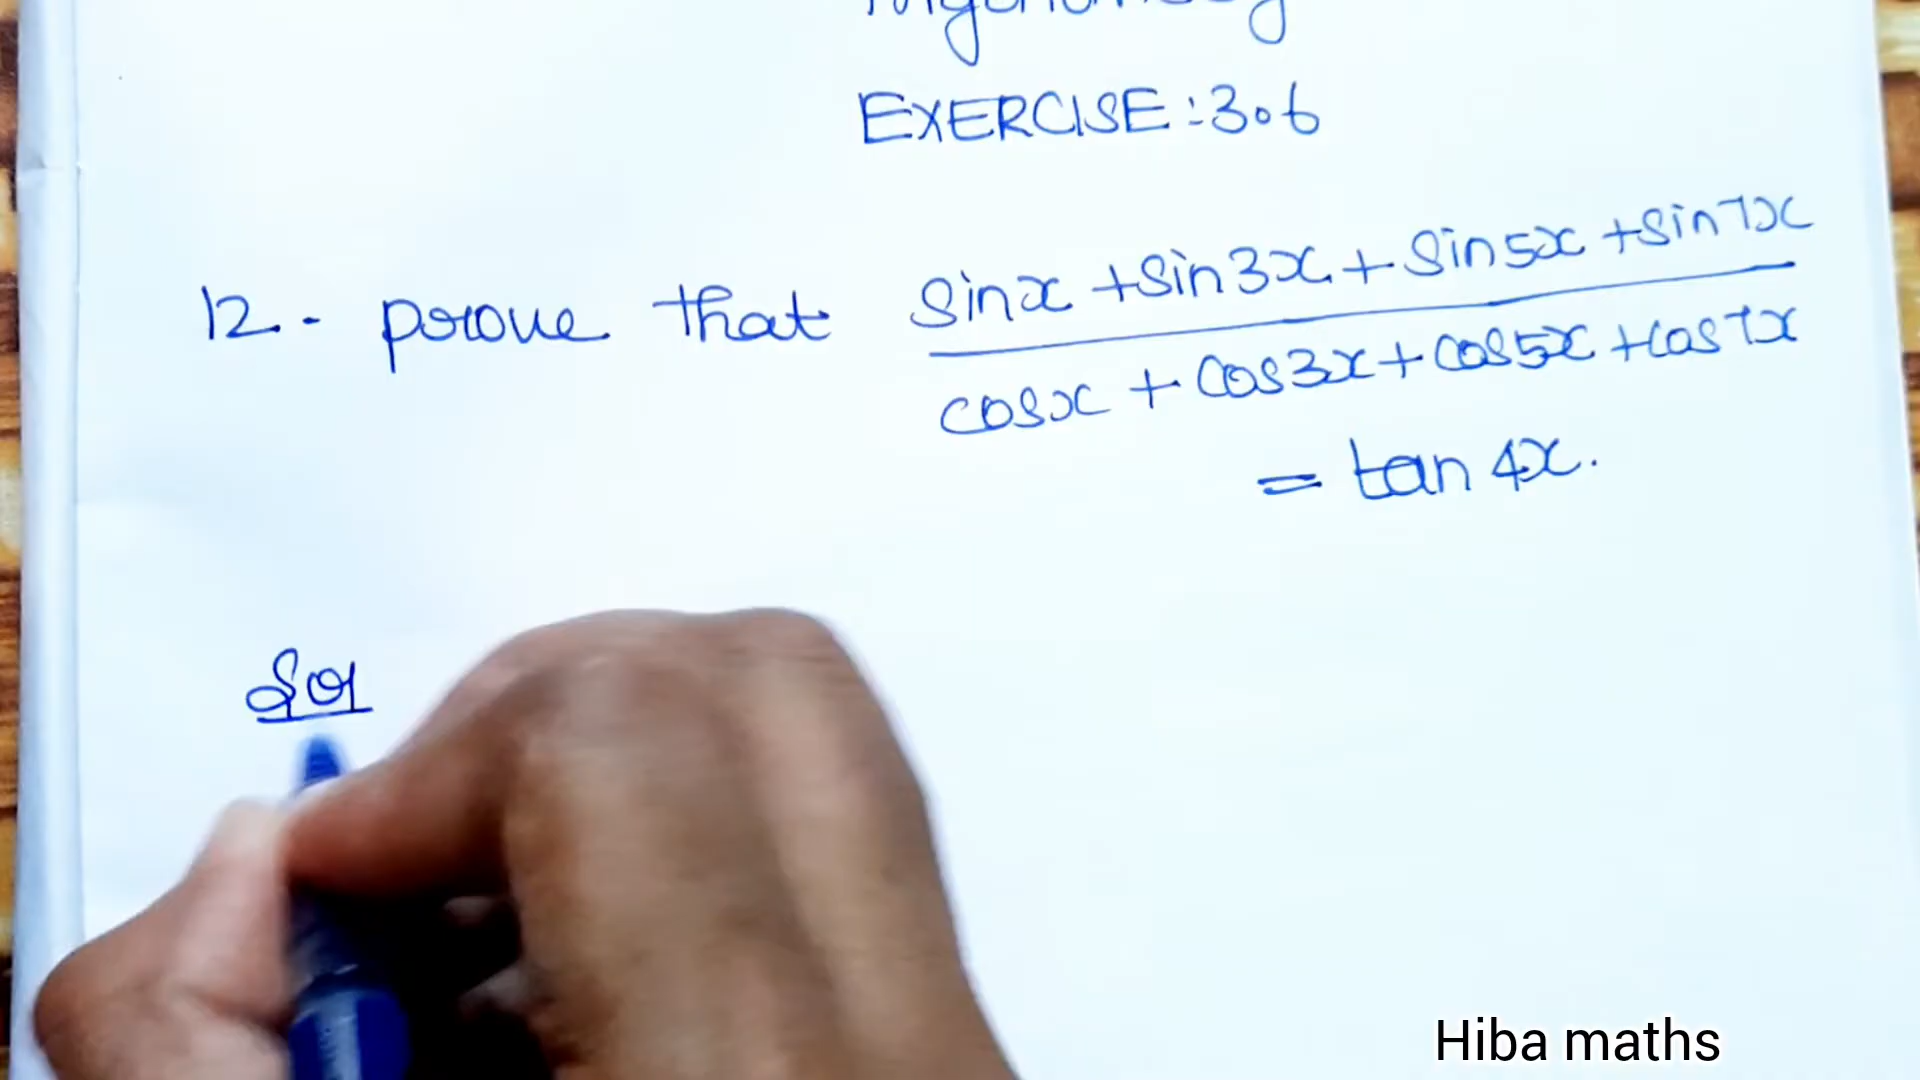 EXERCISE:3.6
12. prove that sinx + sin3x + sin5x + sin7x
cosx + cos3x + cos5x + cos7x
= tan 4x.
Sol
Hiba maths